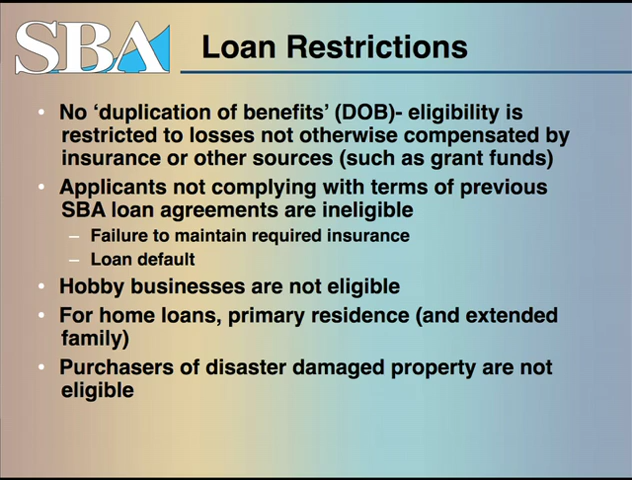 SBA
Loan Restrictions
• No ‘duplication of benefits’ (DOB)- eligibility is
restricted to losses not otherwise compensated by
insurance or other sources (such as grant funds)
• Applicants not complying with terms of previous
SBA loan agreements are ineligible
– Failure to maintain required insurance
– Loan default
• Hobby businesses are not eligible
• For home loans, primary residence (and extended
family)
• Purchasers of disaster damaged property are not
eligible